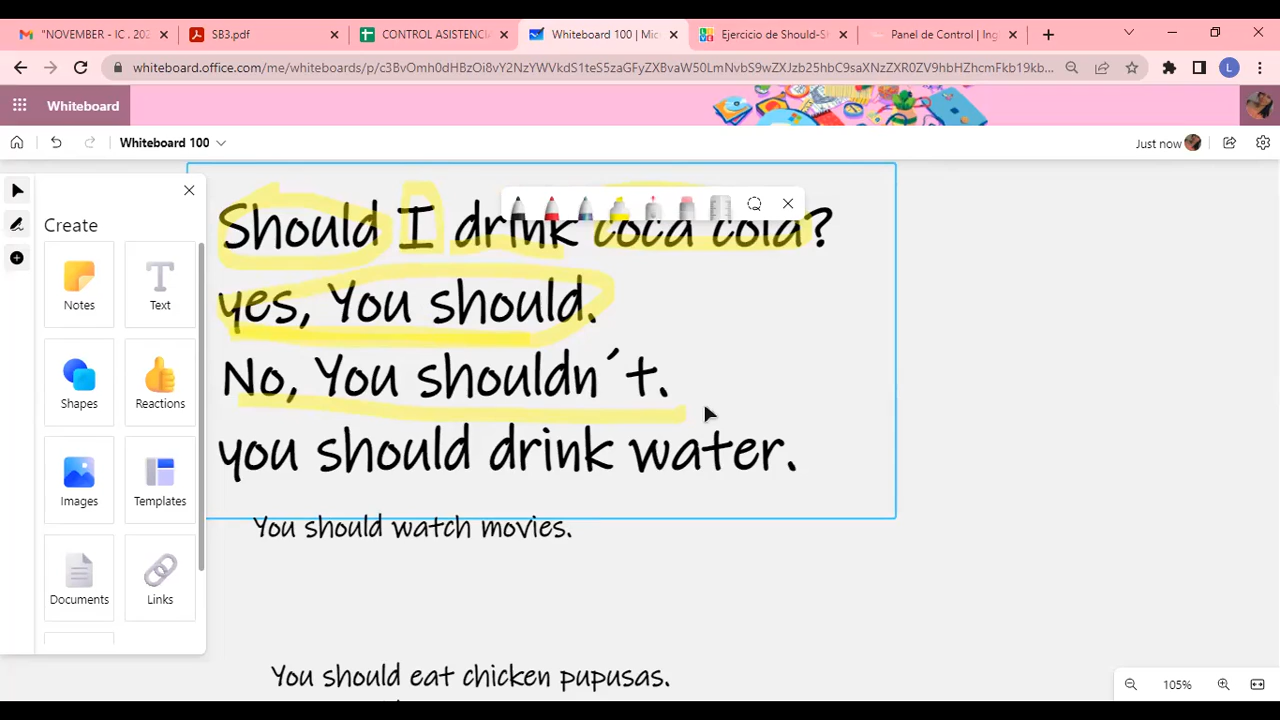 "NOVEMBER - IC , 202
SB3.pdf
CONTROL ASISTENCIA
Whiteboard 100 | Mic
Ejercicio de Should-Sh
Panel de Control | Ing
L
Whiteboard
Whiteboard 100
Just now
Create
Notes
Text
Shapes
Reactions
Images
Templates
Documents
Links
Should I drink coca cola?
yes, You should.
No, You shouldn´t.
you should drink water.
You should watch movies.
You should eat chicken pupusas.
105%